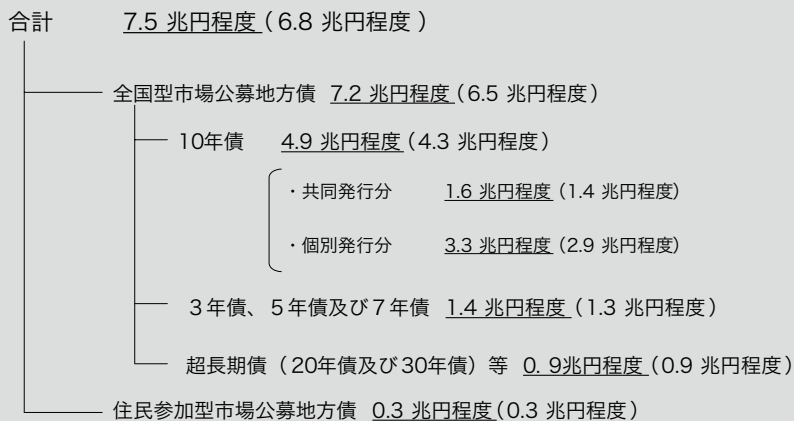 合計 7.5 兆円程度 (6.8 兆円程度 )
全国型市場公募地方債 7.2 兆円程度 (6.5 兆円程度)
10年債 4.9 兆円程度 (4.3 兆円程度)
・共同発行分 1.6 兆円程度 (1.4 兆円程度)
・個別発行分 3.3 兆円程度 (2.9 兆円程度)
3年債、5年債及び7年債 1.4 兆円程度 (1.3 兆円程度)
超長期債(20年債及び30年債)等 0. 9兆円程度 (0.9 兆円程度)
住民参加型市場公募地方債 0.3 兆円程度 (0.3 兆円程度)